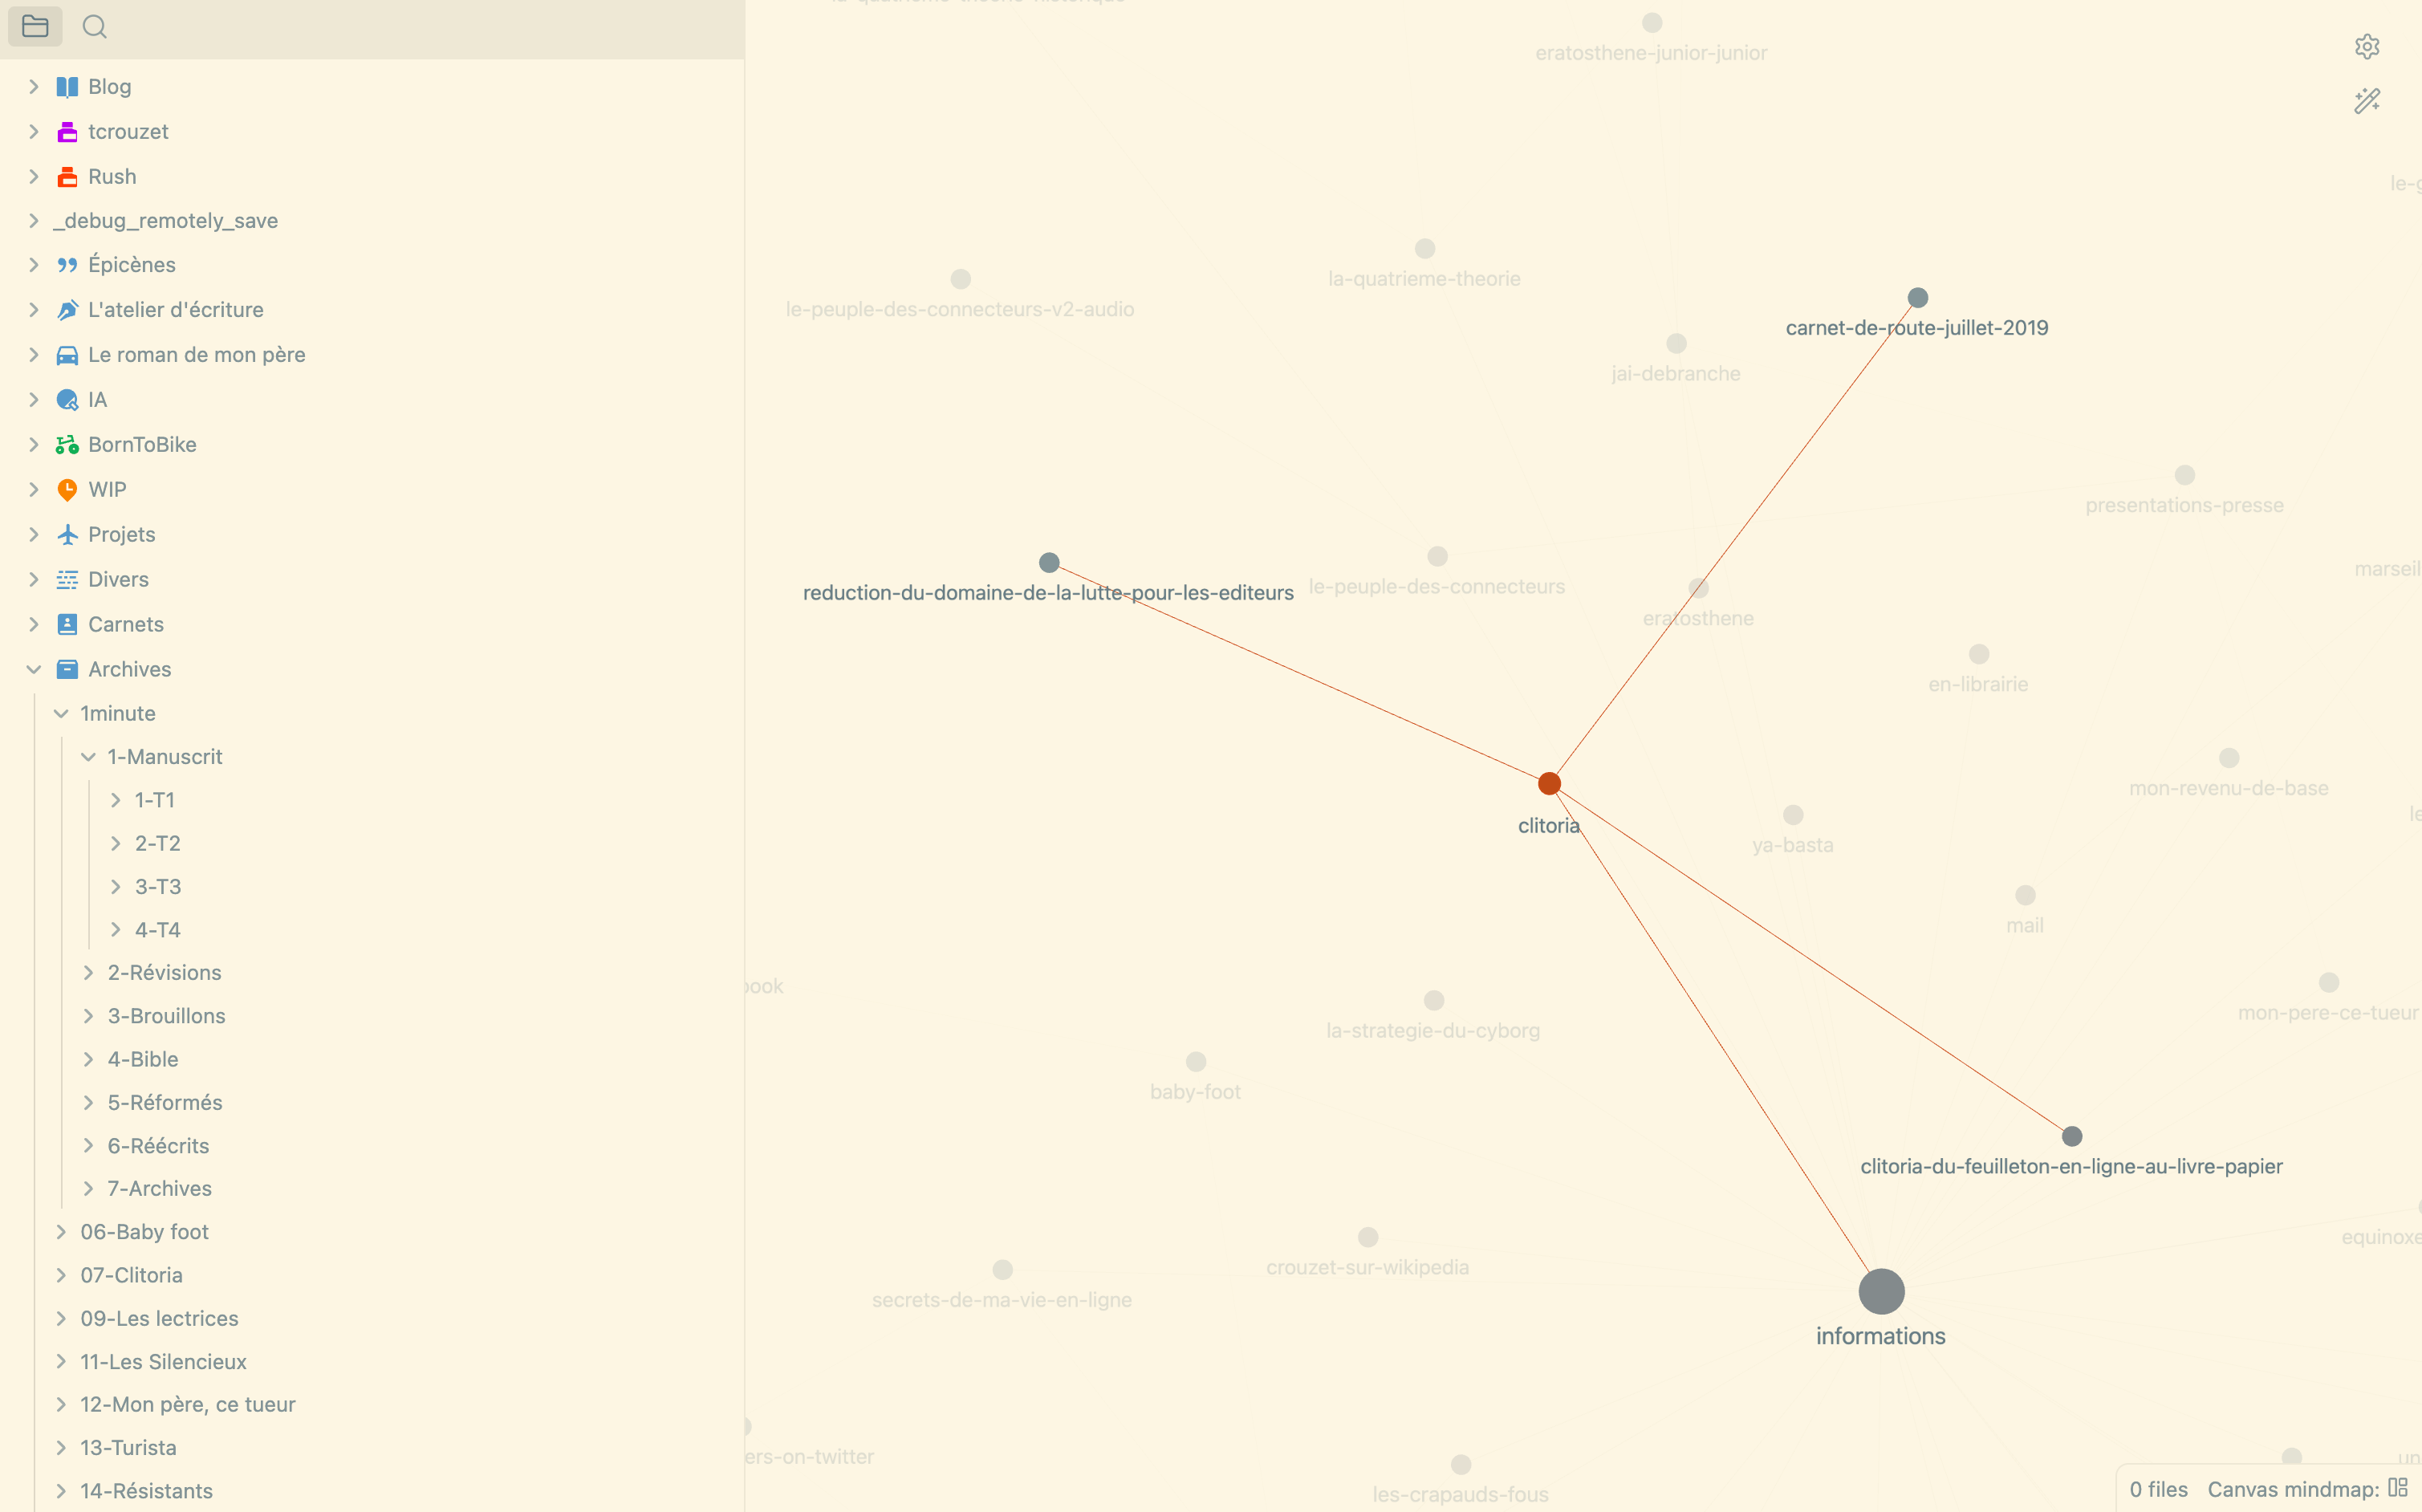 Blog
tcrouzet
Rush
_debug_remotely_save
Épicènes
L'atelier d'écriture
Le roman de mon père
IA
BornToBike
WIP
Projets
Divers
Carnets
Archives
1minute
1-Manuscrit
1-T1
2-T2
3-T3
4-T4
2-Révisions
3-Brouillons
4-Bible
5-Réformés
6-Réécrits
7-Archives
06-Baby foot
07-Clitoria
09-Les lectrices
11-Les Silencieux
12-Mon père, ce tueur
13-Turista
14-Résistants
eratosthene-junior-junior
le-g
la-quatrieme-theorie
le-peuple-des-connecteurs-v2-audio
carnet-de-route-juillet-2019
jai-debranche
presentations-presse
marseil
reduction-du-domaine-de-la-lutte-pour-les-editeurs
le-peuple-des-connecteurs
eratosthene
en-librairie
mon-revenu-de-base
le
clitoria
ya-basta
mail
ook
mon-pere-ce-tueur
la-strategie-du-cyborg
baby-foot
clitoria-du-feuilleton-en-ligne-au-livre-papier
equinoxe
crouzet-sur-wikipedia
secrets-de-ma-vie-en-ligne
informations
ers-on-twitter
un
les-crapauds-fous
0 files Canvas mindmap: